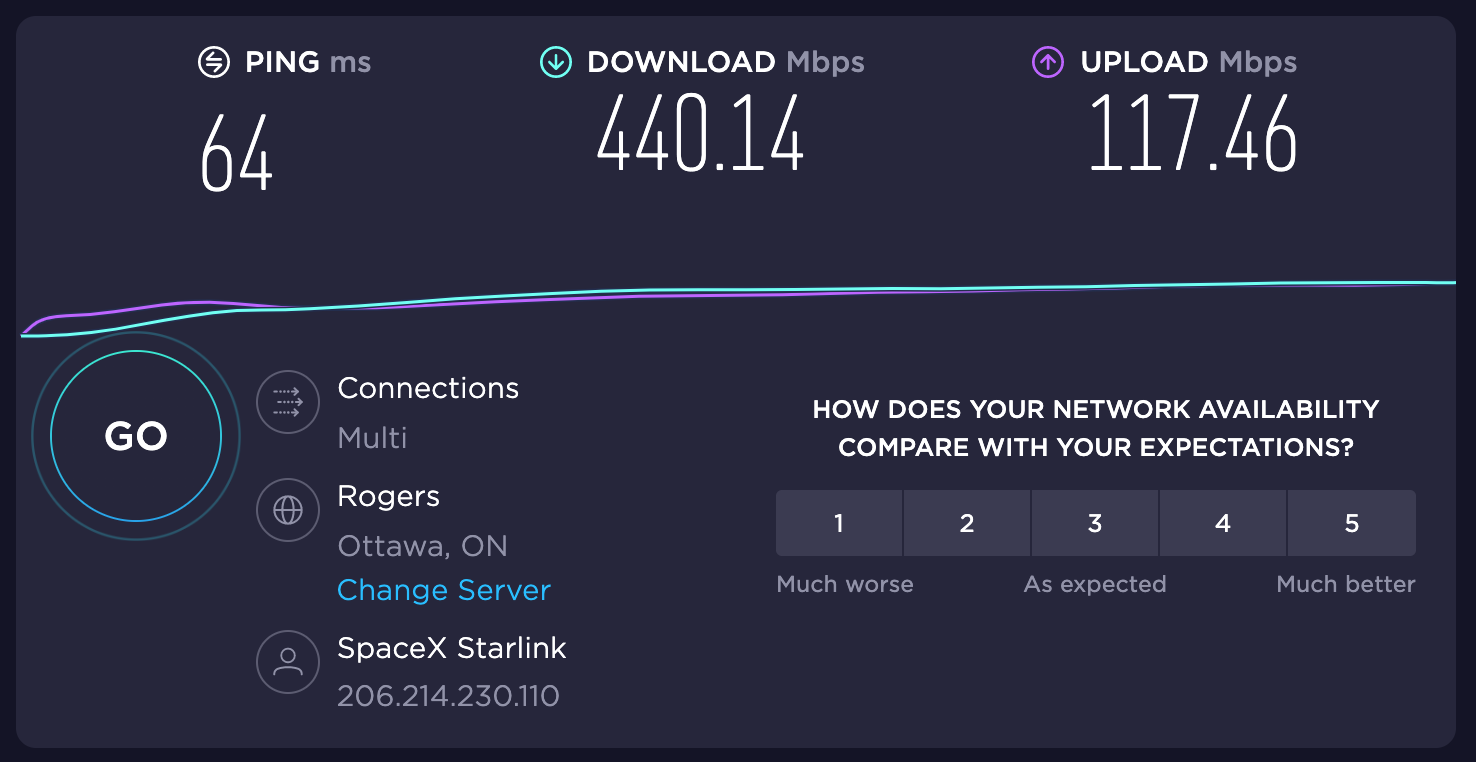 PING ms
64
DOWNLOAD Mbps
440.14
UPLOAD Mbps
117.46
GO
Connections
Multi
Rogers
Ottawa, ON
Change Server
SpaceX Starlink
206.214.230.110
HOW DOES YOUR NETWORK AVAILABILITY
COMPARE WITH YOUR EXPECTATIONS?
1 2 3 4 5
Much worse As expected Much better